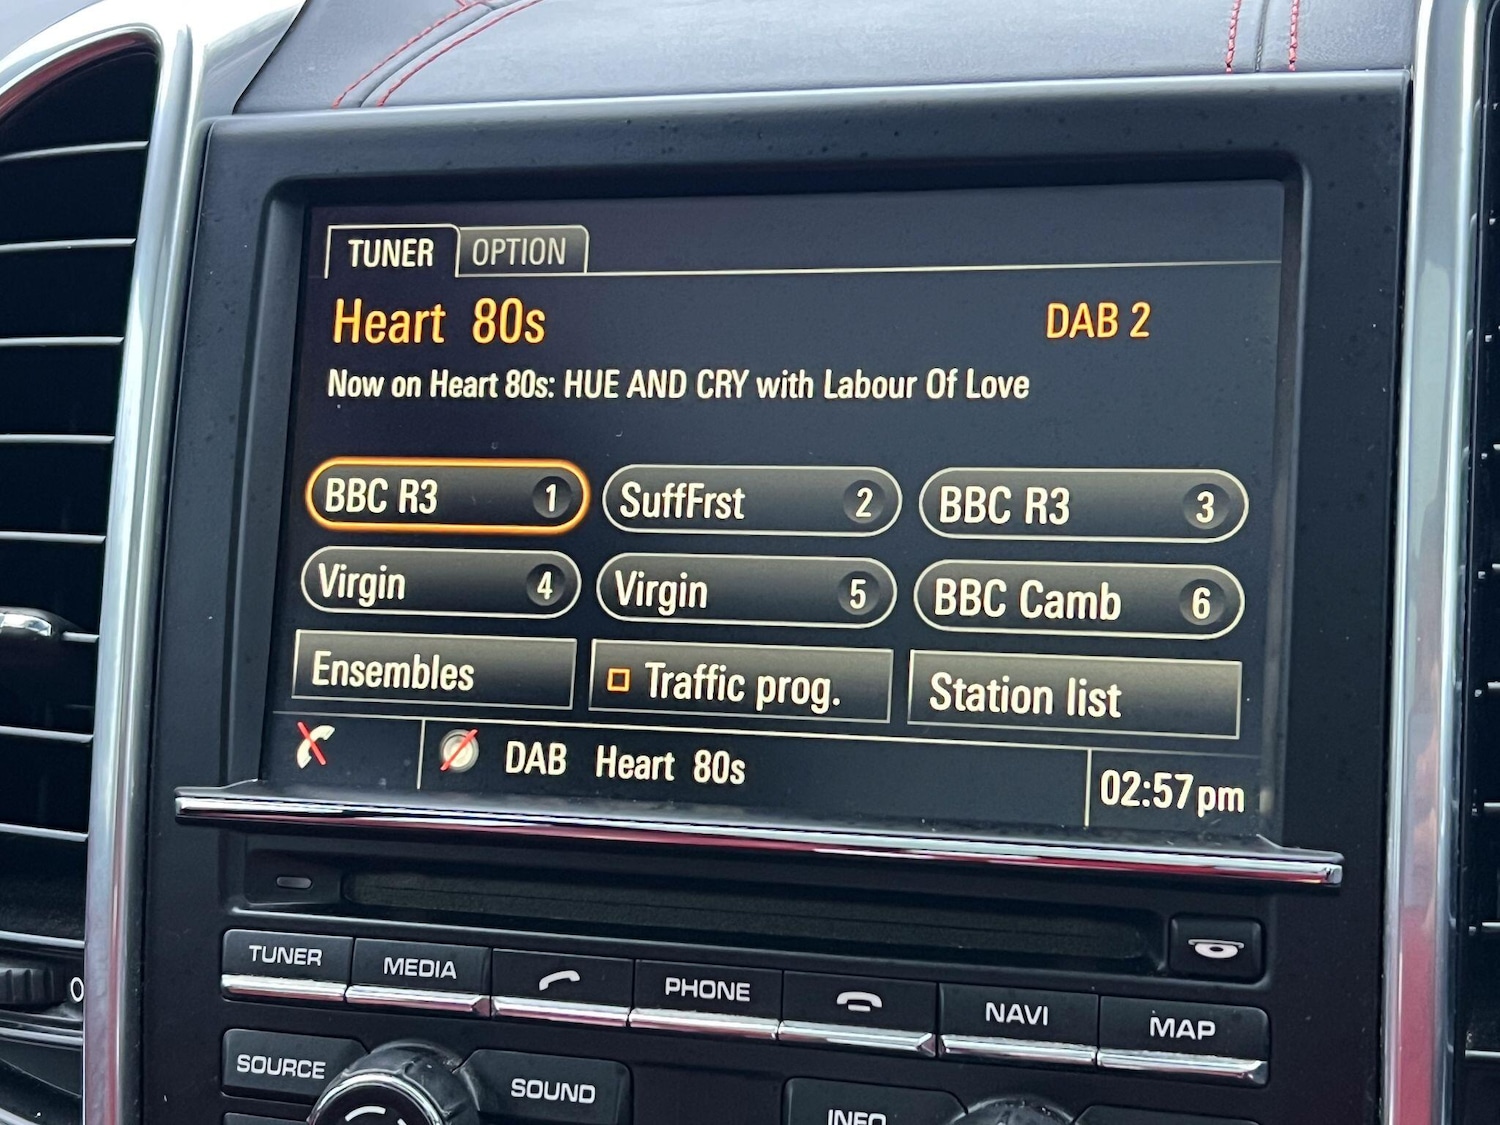 TUNER OPTION
Heart 80s DAB 2
Now on Heart 80s: HUE AND CRY with Labour Of Love
BBC R3 1 SuffFrst 2 BBC R3 3
Virgin 4 Virgin 5 BBC Camb 6
Ensembles Traffic prog. Station list
DAB Heart 80s 02:57pm
TUNER MEDIA PHONE NAVI MAP
SOURCE SOUND INFO
0